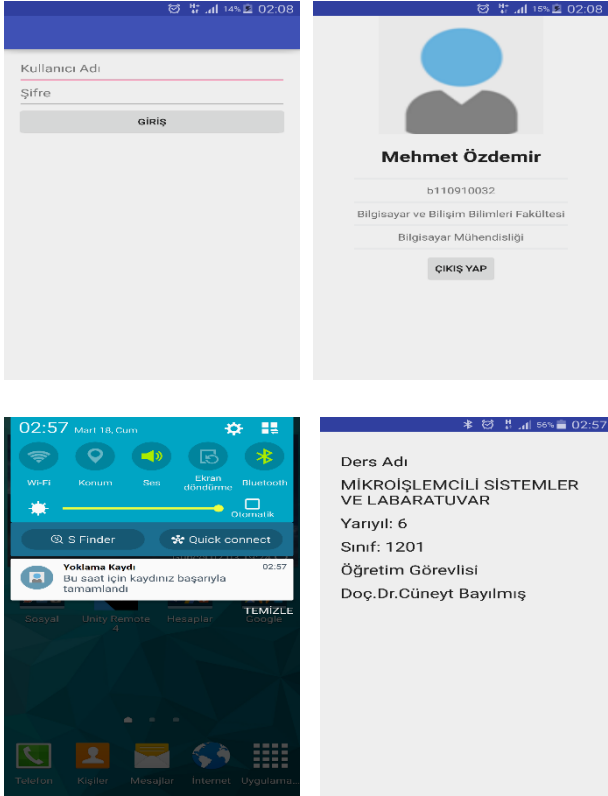 14% 02:08
Kullanıcı Adı
Şifre
GİRİŞ
15% 02:08
Mehmet Özdemir
b110910032
Bilgisayar ve Bilişim Bilimleri Fakültesi
Bilgisayar Mühendisliği
ÇIKIŞ YAP
02:57 Mart 18, Cum
Wi-Fi Konum Ses Ekran döndürme Bluetooth
Otomatik
S Finder Quick connect
Yoklama Kaydı 02:57
Bu saat için kaydınız başarıyla
tamamlandı
TEMİZLE
Sosyal Unity Remote 4 Hesaplar Google
Telefon Kişiler Mesajlar Internet Uygulama..
56% 02:57
Ders Adı
MİKROİŞLEMCİLİ SİSTEMLER
VE LABARATUVAR
Yarıyıl: 6
Sınıf: 1201
Öğretim Görevlisi
Doç.Dr.Cüneyt Bayılmış